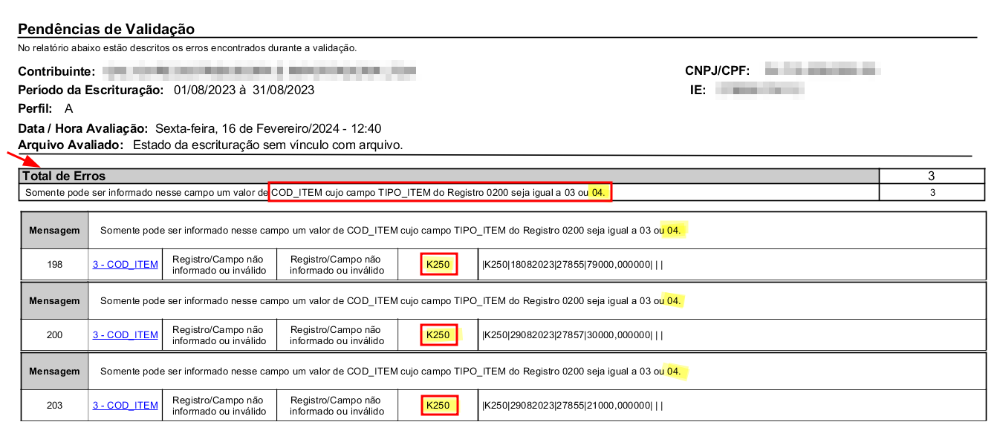 Pendências de Validação
No relatório abaixo estão descritos os erros encontrados durante a validação.
Contribuinte: CNPJ/CPF:
Período da Escrituração: 01/08/2023 à 31/08/2023 IE:
Perfil: A
Data / Hora Avaliação: Sexta-feira, 16 de Fevereiro/2024 - 12:40
Arquivo Avaliado: Estado da escrituração sem vínculo com arquivo.
Total de Erros 3
Somente pode ser informado nesse campo um valor de COD_ITEM cujo campo TIPO_ITEM do Registro 0200 seja igual a 03 ou 04. 3
Mensagem Somente pode ser informado nesse campo um valor de COD_ITEM cujo campo TIPO_ITEM do Registro 0200 seja igual a 03 ou 04.
198 3 - COD_ITEM Registro/Campo não informado ou inválido Registro/Campo não informado ou inválido K250 |K250|18082023|27855|79000,000000| | |
Mensagem Somente pode ser informado nesse campo um valor de COD_ITEM cujo campo TIPO_ITEM do Registro 0200 seja igual a 03 ou 04.
200 3 - COD_ITEM Registro/Campo não informado ou inválido Registro/Campo não informado ou inválido K250 |K250|29082023|27857|30000,000000| | |
Mensagem Somente pode ser informado nesse campo um valor de COD_ITEM cujo campo TIPO_ITEM do Registro 0200 seja igual a 03 ou 04.
203 3 - COD_ITEM Registro/Campo não informado ou inválido Registro/Campo não informado ou inválido K250 |K250|29082023|27855|21000,000000| | |